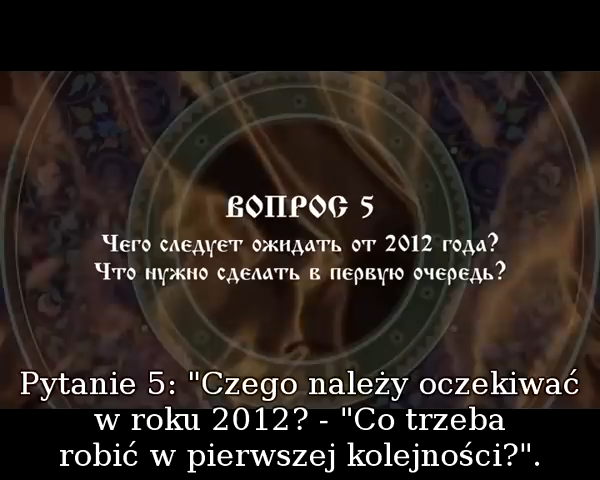 ВОПРОС 5
Чего следует ожидать от 2012 года?
Что нужно сделать в первую очередь?
Pytanie 5: "Czego należy oczekiwać
w roku 2012? - "Co trzeba
robić w pierwszej kolejności?".